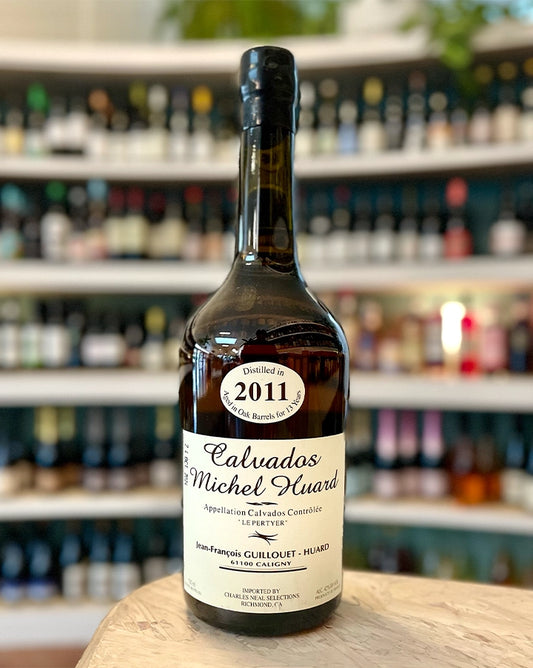 Distilled in
2011
Aged in Oak Barrels for 13 Years
Calvados
Michel Huard
Appellation Calvados Contrôlée
"LE PERTYER"
Jean-François GUILLOUET - HUARD
61100 CALIGNY
IMPORTED BY
CHARLES NEAL SELECTIONS
RICHMOND, CA